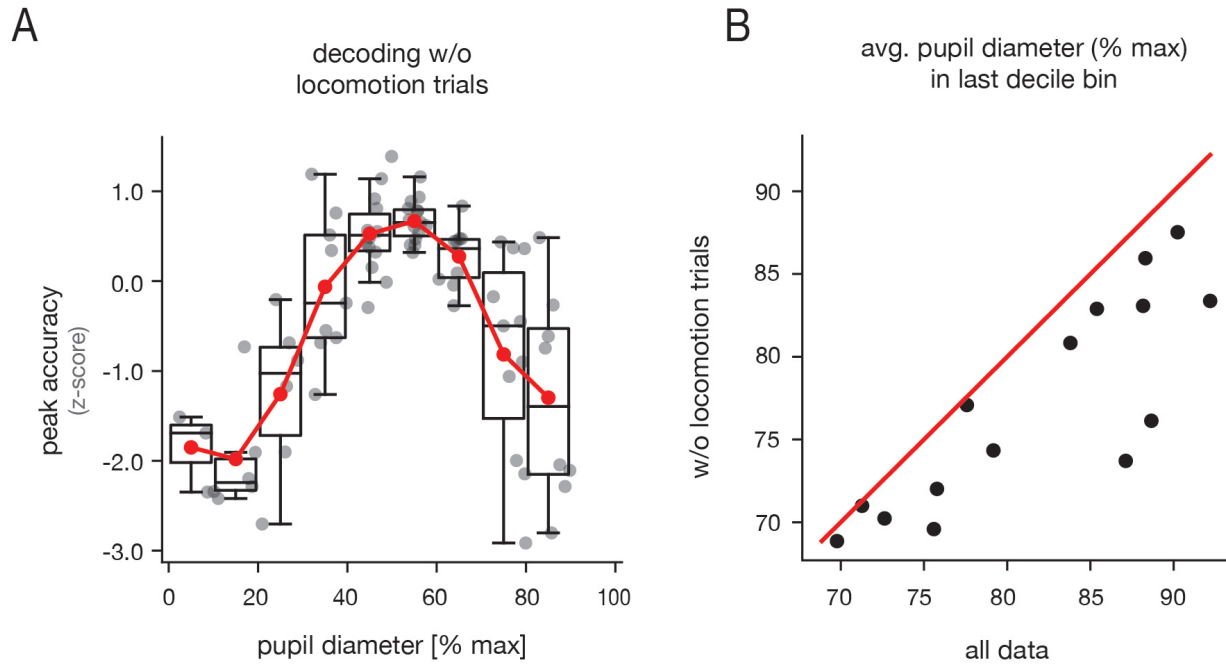 A
decoding w/o
locomotion trials
peak accuracy
(z-score)
1.0
0.0
-1.0
-2.0
-3.0
0
20
40
60
80
100
pupil diameter [% max]
B
avg. pupil diameter (% max)
in last decile bin
w/o locomotion trials
90
85
80
75
70
70
75
80
85
90
all data